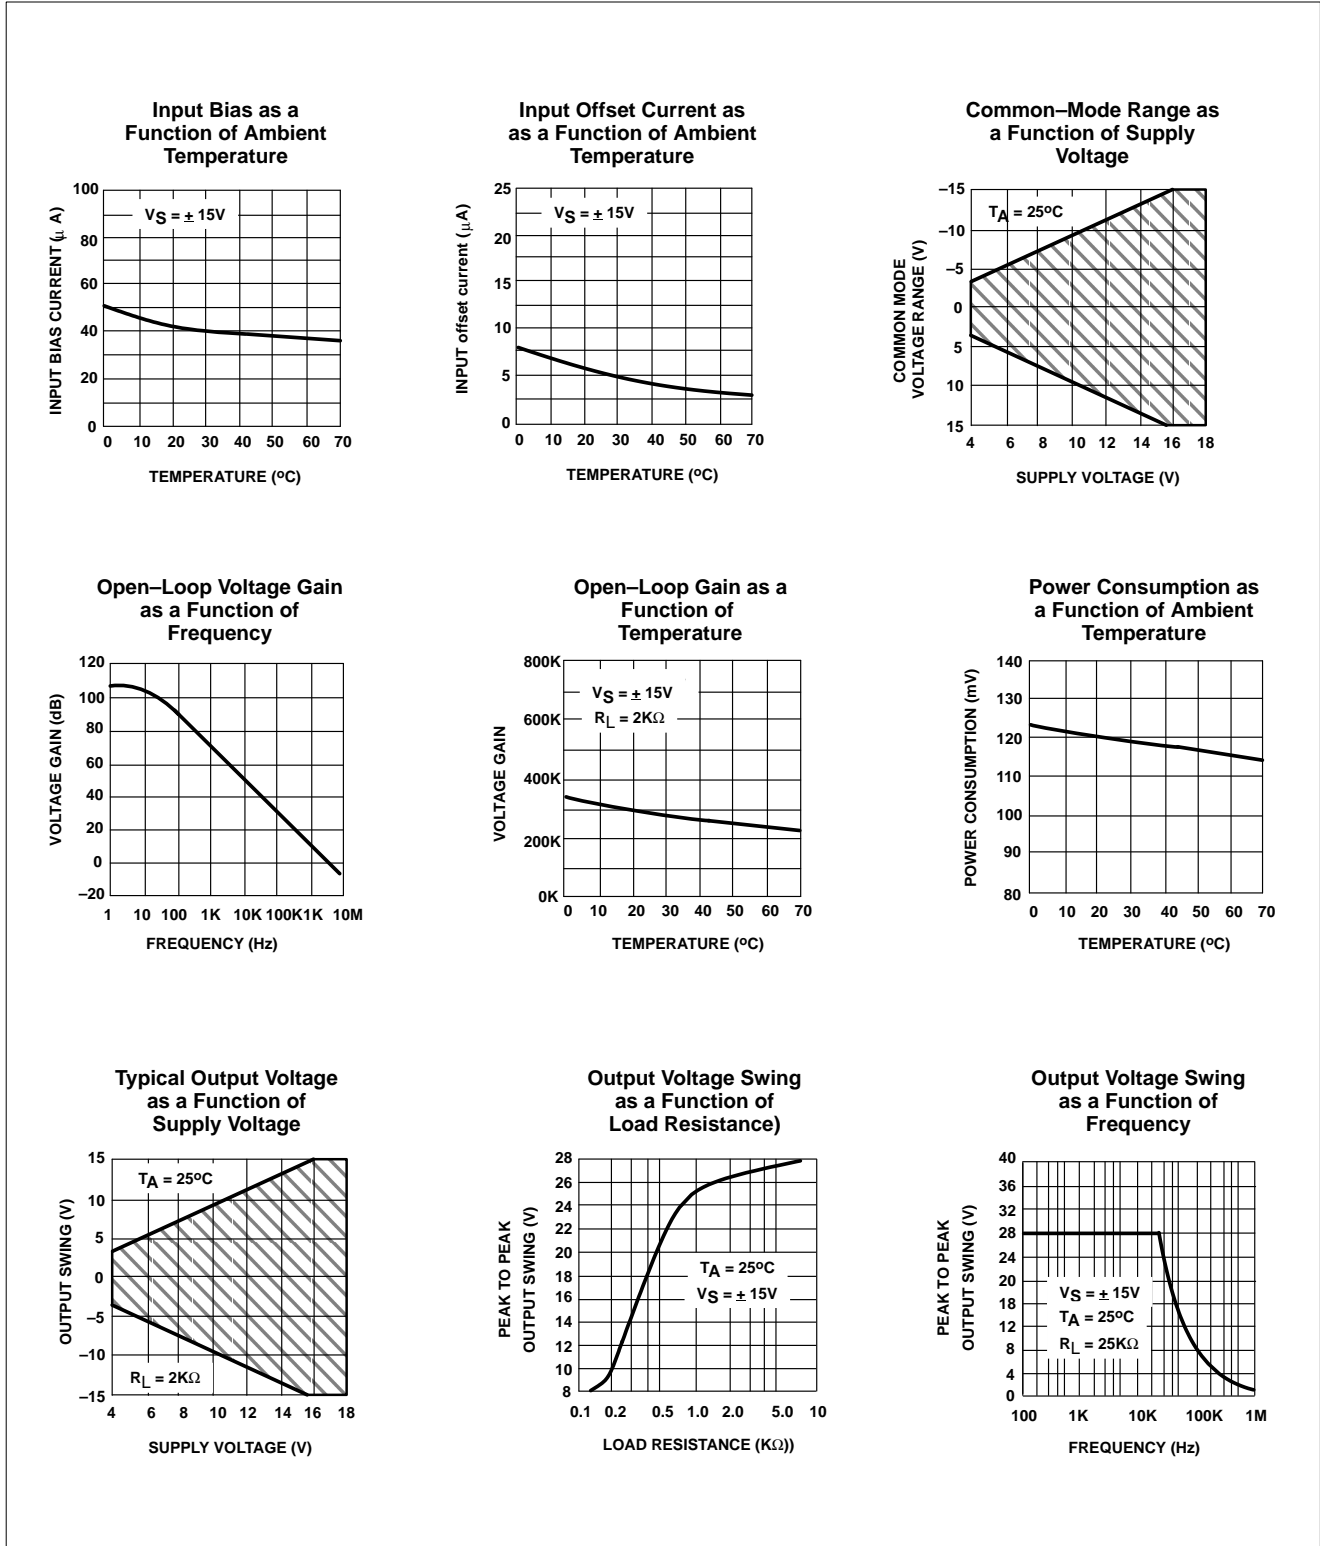 Input Bias as a
Function of Ambient
Temperature
100
80
60
40
20
0
INPUT BIAS CURRENT (μ A)
VS = ± 15V
0 10 20 30 40 50 60 70
TEMPERATURE (ºC)
Input Offset Current as
as a Function of Ambient
Temperature
25
20
15
10
5
0
INPUT offset current (μA)
VS = ± 15V
0 10 20 30 40 50 60 70
TEMPERATURE (ºC)
Common–Mode Range as
a Function of Supply
Voltage
–15
–10
–5
0
5
10
15
COMMON MODE
VOLTAGE RANGE (V)
TA = 25ºC
4 6 8 10 12 14 16 18
SUPPLY VOLTAGE (V)
Open–Loop Voltage Gain
as a Function of
Frequency
120
100
80
60
40
20
0
–20
VOLTAGE GAIN (dB)
1 10 100 1K 10K 100K 1K 10M
FREQUENCY (Hz)
Open–Loop Gain as a
Function of
Temperature
800K
600K
400K
200K
0K
VOLTAGE GAIN
VS = ± 15V
RL = 2KΩ
0 10 20 30 40 50 60 70
TEMPERATURE (ºC)
Power Consumption as
a Function of Ambient
Temperature
140
130
120
110
100
90
80
POWER CONSUMPTION (mV)
0 10 20 30 40 50 60 70
TEMPERATURE (ºC)
Typical Output Voltage
as a Function of
Supply Voltage
15
10
5
0
–5
–10
–15
OUTPUT SWING (V)
TA = 25ºC
RL = 2KΩ
4 6 8 10 12 14 16 18
SUPPLY VOLTAGE (V)
Output Voltage Swing
as a Function of
Load Resistance)
28
26
24
22
20
18
16
14
12
10
8
PEAK TO PEAK
OUTPUT SWING (V)
TA = 25ºC
VS = ± 15V
0.1 0.2 0.5 1.0 2.0 5.0 10
LOAD RESISTANCE (KΩ))
Output Voltage Swing
as a Function of
Frequency
40
36
32
28
24
20
18
12
8
4
0
PEAK TO PEAK
OUTPUT SWING (V)
VS = ± 15V
TA = 25ºC
RL = 25KΩ
100 1K 10K 100K 1M
FREQUENCY (Hz)